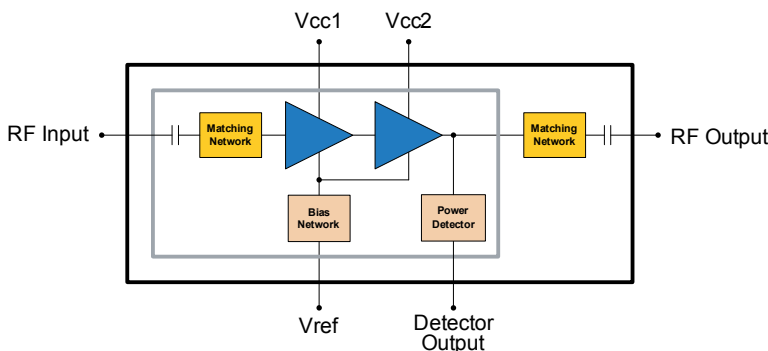 Vcc1 Vcc2
RF Input
Matching
Network
Matching
Network
RF Output
Bias
Network
Power
Detector
Vref
Detector
Output